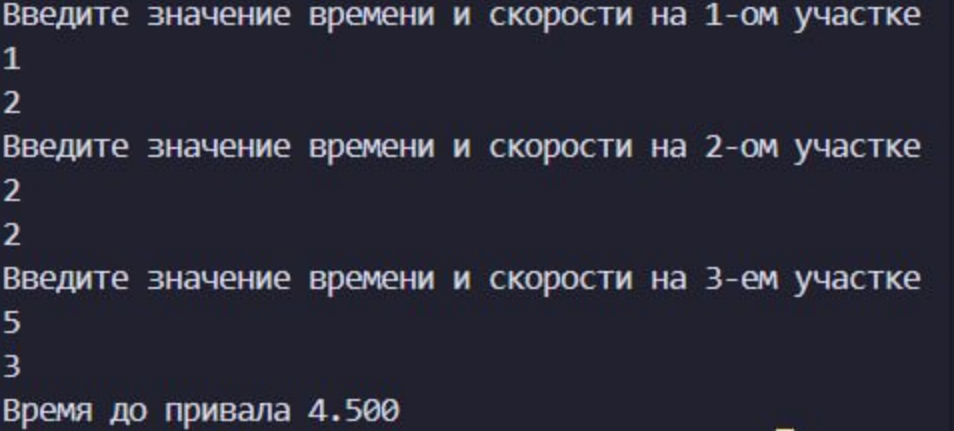 Введите значение времени и скорости на 1-ом участке
1
2
Введите значение времени и скорости на 2-ом участке
2
2
Введите значение времени и скорости на 3-ем участке
5
3
Время до привала 4.500